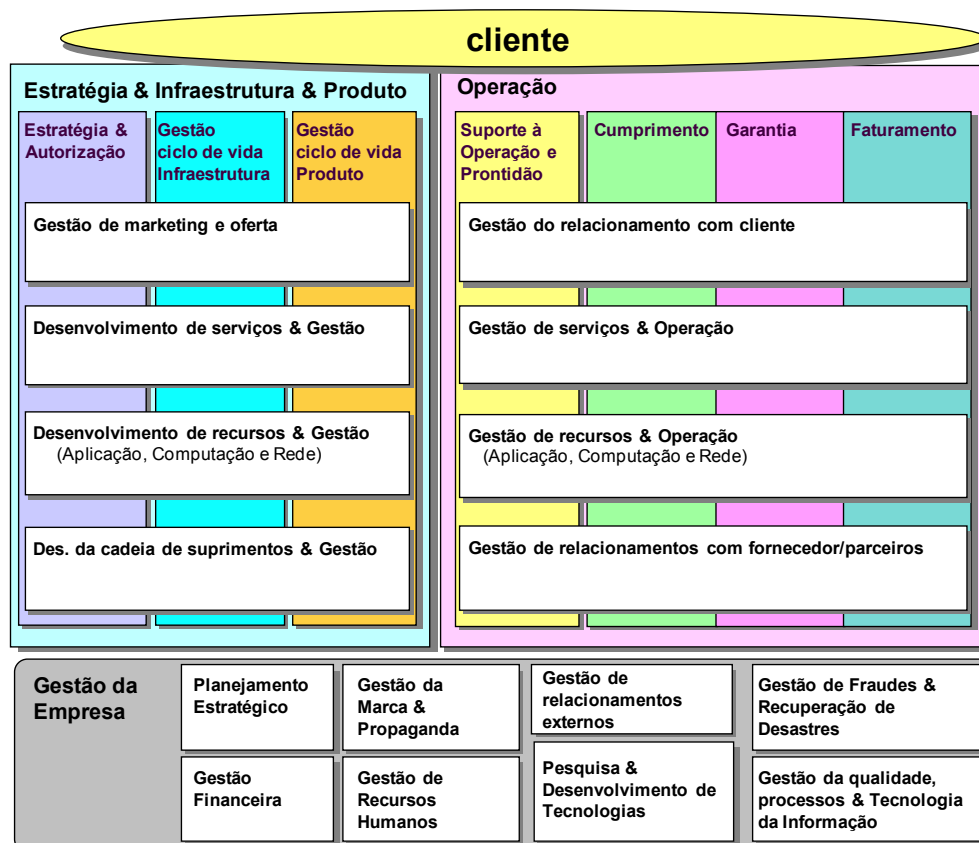 cliente
Estratégia & Infraestrutura & Produto
Operação
Estratégia &
Autorização
Gestão
ciclo de vida
Infraestrutura
Gestão
ciclo de vida
Produto
Suporte à
Operação e
Prontidão
Cumprimento
Garantia
Faturamento
Gestão de marketing e oferta
Gestão do relacionamento com cliente
Desenvolvimento de serviços & Gestão
Gestão de serviços & Operação
Desenvolvimento de recursos & Gestão
(Aplicação, Computação e Rede)
Gestão de recursos & Operação
(Aplicação, Computação e Rede)
Des. da cadeia de suprimentos & Gestão
Gestão de relacionamentos com fornecedor/parceiros
Gestão da
Empresa
Planejamento
Estratégico
Gestão da
Marca &
Propaganda
Gestão de
relacionamentos
externos
Gestão de Fraudes &
Recuperação de
Desastres
Gestão
Financeira
Gestão de
Recursos
Humanos
Pesquisa &
Desenvolvimento de
Tecnologias
Gestão da qualidade,
processos & Tecnologia
da Informação